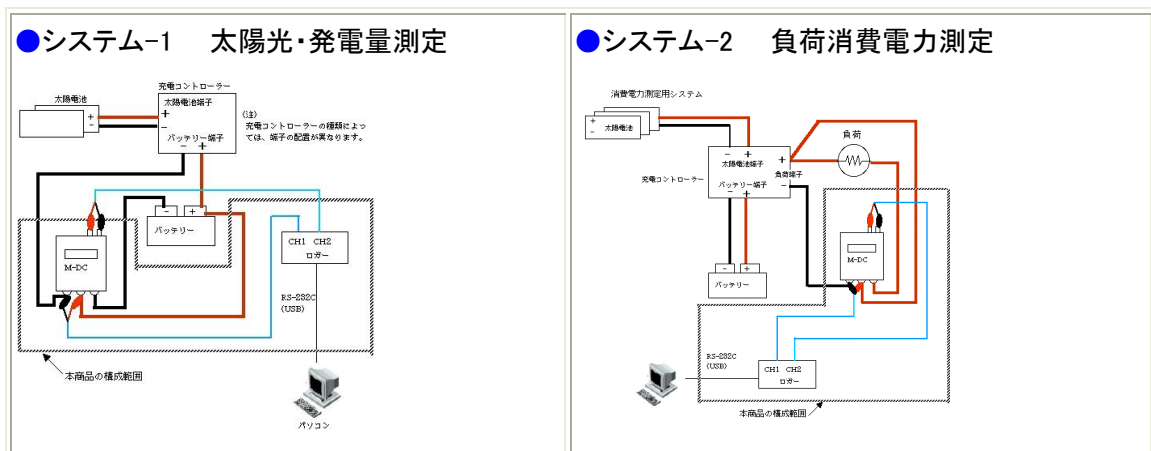 ●システム-1 太陽光・発電量測定
充電コントローラー
太陽電池
太陽電池端子
+
+
-
-
(注)
充電コントローラーの種類によっ
ては、端子の配置が異なります。
バッテリー端子
- +
- +
バッテリー
M-DC
CH1 CH2
ロガー
RS-232C
(USB)
本商品の構成範囲
パソコン
●システム-2 負荷消費電力測定
消費電力測定用システム
+
-
太陽電池
負荷
- +
太陽電池端子
+
負荷端子
-
充電コントローラー
バッテリー端子
- +
- +
バッテリー
M-DC
RS-232C
(USB)
CH1 CH2
ロガー
本商品の構成範囲